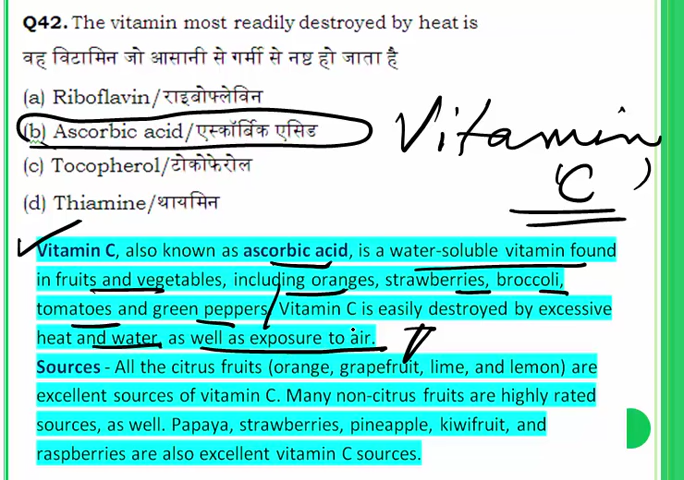 Q42. The vitamin most readily destroyed by heat is
वह विटामिन जो आसानी से गर्मी से नष्ट हो जाता है
(a) Riboflavin/राइबोफ्लेविन
(b) Ascorbic acid/एस्कॉर्बिक एसिड
(c) Tocopherol/टोकोफेरोल
(d) Thiamine/थायमिन
Vitamin
'C')
Vitamin C, also known as ascorbic acid, is a water-soluble vitamin found
in fruits and vegetables, including oranges, strawberries, broccoli,
tomatoes and green peppers. Vitamin C is easily destroyed by excessive
heat and water, as well as exposure to air.
Sources - All the citrus fruits (orange, grapefruit, lime, and lemon) are
excellent sources of vitamin C. Many non-citrus fruits are highly rated
sources, as well. Papaya, strawberries, pineapple, kiwifruit, and
raspberries are also excellent vitamin C sources.